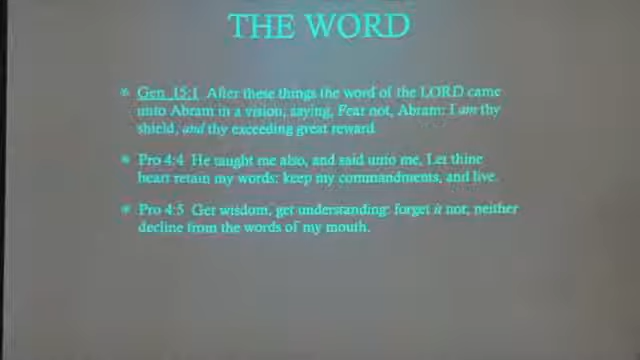 THE WORD
Gen 15:1 After these things the word of the LORD came
unto Abram in a vision, saying, Fear not, Abram: I am thy
shield, and thy exceeding great reward.
Pro 4:4 He taught me also, and said unto me, Let thine
heart retain my words: keep my commandments, and live.
Pro 4:5 Get wisdom, get understanding: forget it not; neither
decline from the words of my mouth.